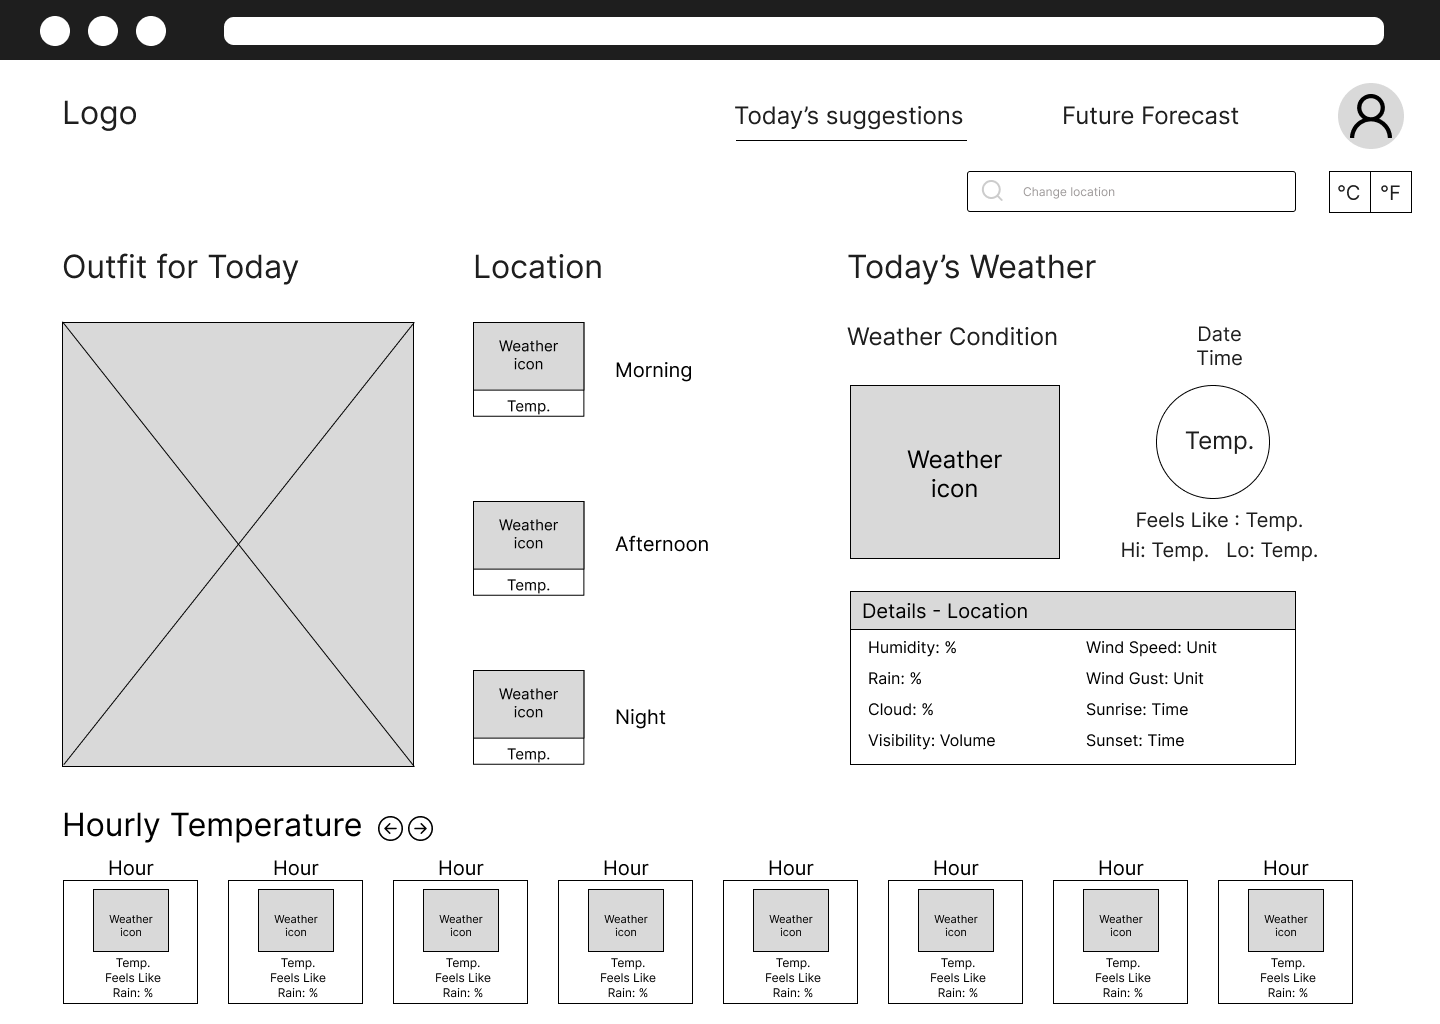 Logo
Today’s suggestions
Future Forecast
Change location
°C
°F
Outfit for Today
Location
Today’s Weather
Weather
icon
Temp.
Morning
Weather
icon
Temp.
Afternoon
Weather
icon
Temp.
Night
Weather Condition
Weather
icon
Date
Time
Temp.
Feels Like : Temp.
Hi: Temp. Lo: Temp.
Details - Location
Humidity: %
Rain: %
Cloud: %
Visibility: Volume
Wind Speed: Unit
Wind Gust: Unit
Sunrise: Time
Sunset: Time
Hourly Temperature
Hour
Weather
icon
Temp.
Feels Like
Rain: %
Hour
Weather
icon
Temp.
Feels Like
Rain: %
Hour
Weather
icon
Temp.
Feels Like
Rain: %
Hour
Weather
icon
Temp.
Feels Like
Rain: %
Hour
Weather
icon
Temp.
Feels Like
Rain: %
Hour
Weather
icon
Temp.
Feels Like
Rain: %
Hour
Weather
icon
Temp.
Feels Like
Rain: %
Hour
Weather
icon
Temp.
Feels Like
Rain: %